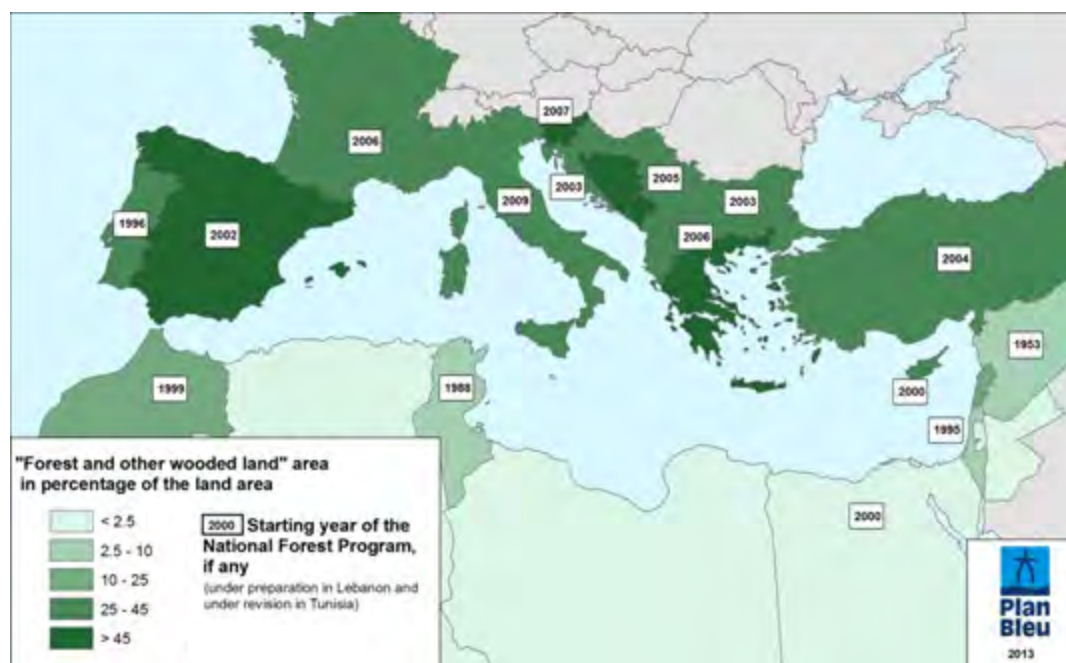 2007
2006
2005
2003
2009
2003
1996
2002
2006
2004
1953
1999
1988
2000
1995
2000
"Forest and other wooded land" area
in percentage of the land area
< 2.5
2.5 - 10
10 - 25
25 - 45
> 45
2000 Starting year of the
National Forest Program,
if any
(under preparation in Lebanon and
under revision in Tunisia)
Plan
Bleu
2013